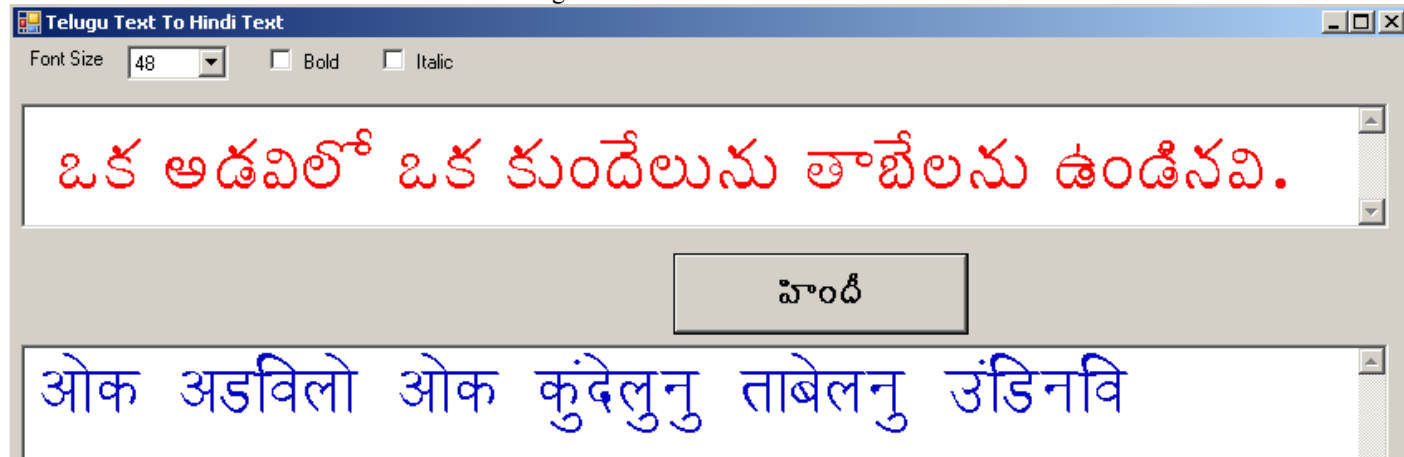 Telugu Text To Hindi Text
Font Size 48 Bold Italic
ఒక అడవిలో ఒక కుందేలును తాబేలను ఉండినవి.
హిందీ
ओक अडविलो ओक कुंदेलुनु ताबेलनु उंडिनवि